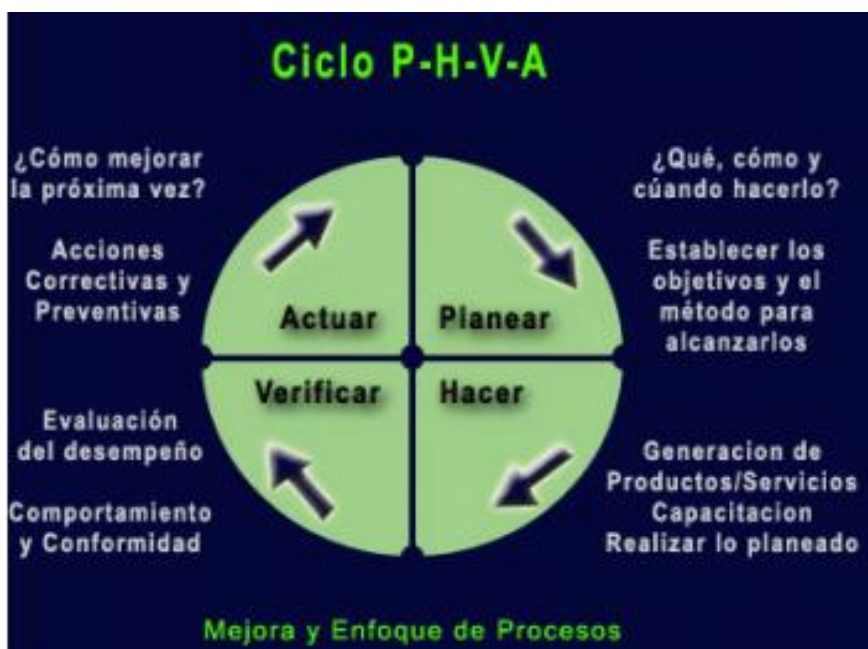 Ciclo P-H-V-A
¿Cómo mejorar
la próxima vez?
Acciones
Correctivas y
Preventivas
¿Qué, cómo y
cúando hacerlo?
Establecer los
objetivos y el
método para
alcanzarlos
Actuar
Planear
Verificar
Hacer
Evaluación
del desempeño
Comportamiento
y Conformidad
Generacion de
Productos/Servicios
Capacitacion
Realizar lo planeado
Mejora y Enfoque de Procesos